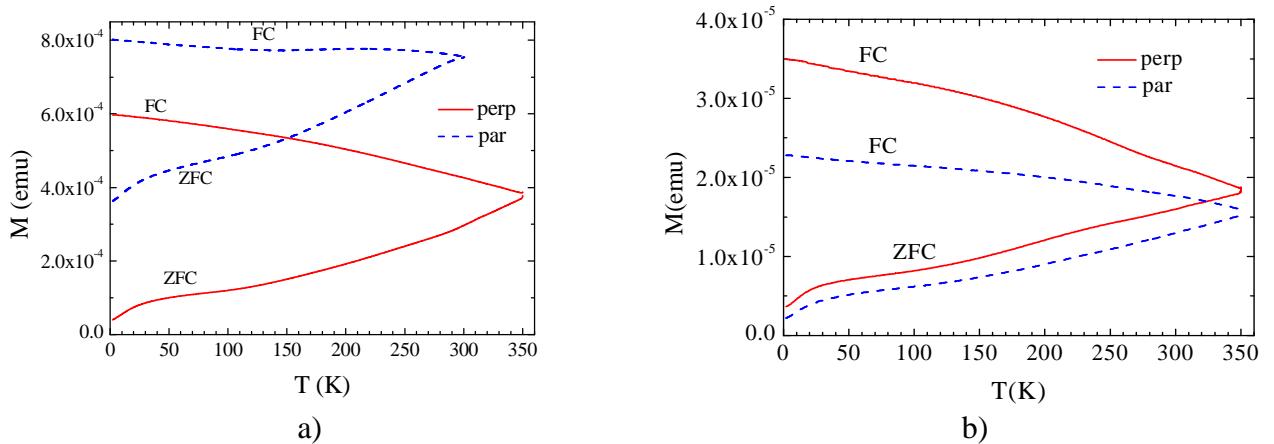 8.0x10⁻⁴
6.0x10⁻⁴
4.0x10⁻⁴
2.0x10⁻⁴
0.0
M (emu)
FC
FC
ZFC
ZFC
perp
par
0 50 100 150 200 250 300 350
T (K)
a)
4.0x10⁻⁵
3.0x10⁻⁵
2.0x10⁻⁵
1.0x10⁻⁵
0.0
M(emu)
FC
FC
ZFC
perp
par
0 50 100 150 200 250 300 350
T(K)
b)